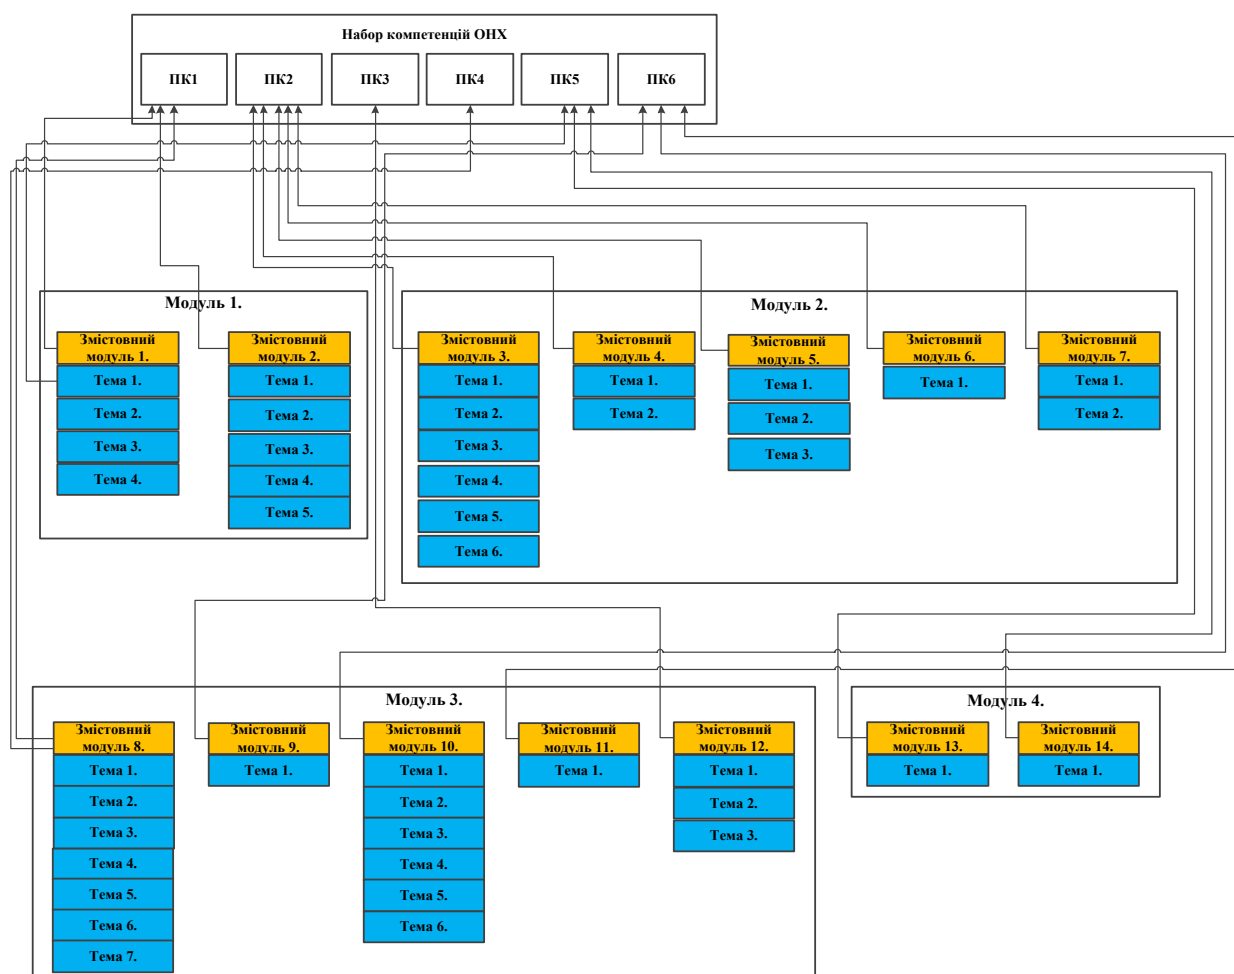 Набор компетенцій ОНХ
ПК1
ПК2
ПК3
ПК4
ПК5
ПК6
Модуль 1.
Змістовний
модуль 1.
Тема 1.
Тема 2.
Тема 3.
Тема 4.
Змістовний
модуль 2.
Тема 1.
Тема 2.
Тема 3.
Тема 4.
Тема 5.
Модуль 2.
Змістовний
модуль 3.
Тема 1.
Тема 2.
Тема 3.
Тема 4.
Тема 5.
Тема 6.
Змістовний
модуль 4.
Тема 1.
Тема 2.
Змістовний
модуль 5.
Тема 1.
Тема 2.
Тема 3.
Змістовний
модуль 6.
Тема 1.
Змістовний
модуль 7.
Тема 1.
Тема 2.
Модуль 3.
Змістовний
модуль 8.
Тема 1.
Тема 2.
Тема 3.
Тема 4.
Тема 5.
Тема 6.
Тема 7.
Змістовний
модуль 9.
Тема 1.
Змістовний
модуль 10.
Тема 1.
Тема 2.
Тема 3.
Тема 4.
Тема 5.
Тема 6.
Змістовний
модуль 11.
Тема 1.
Змістовний
модуль 12.
Тема 1.
Тема 2.
Тема 3.
Модуль 4.
Змістовний
модуль 13.
Тема 1.
Змістовний
модуль 14.
Тема 1.